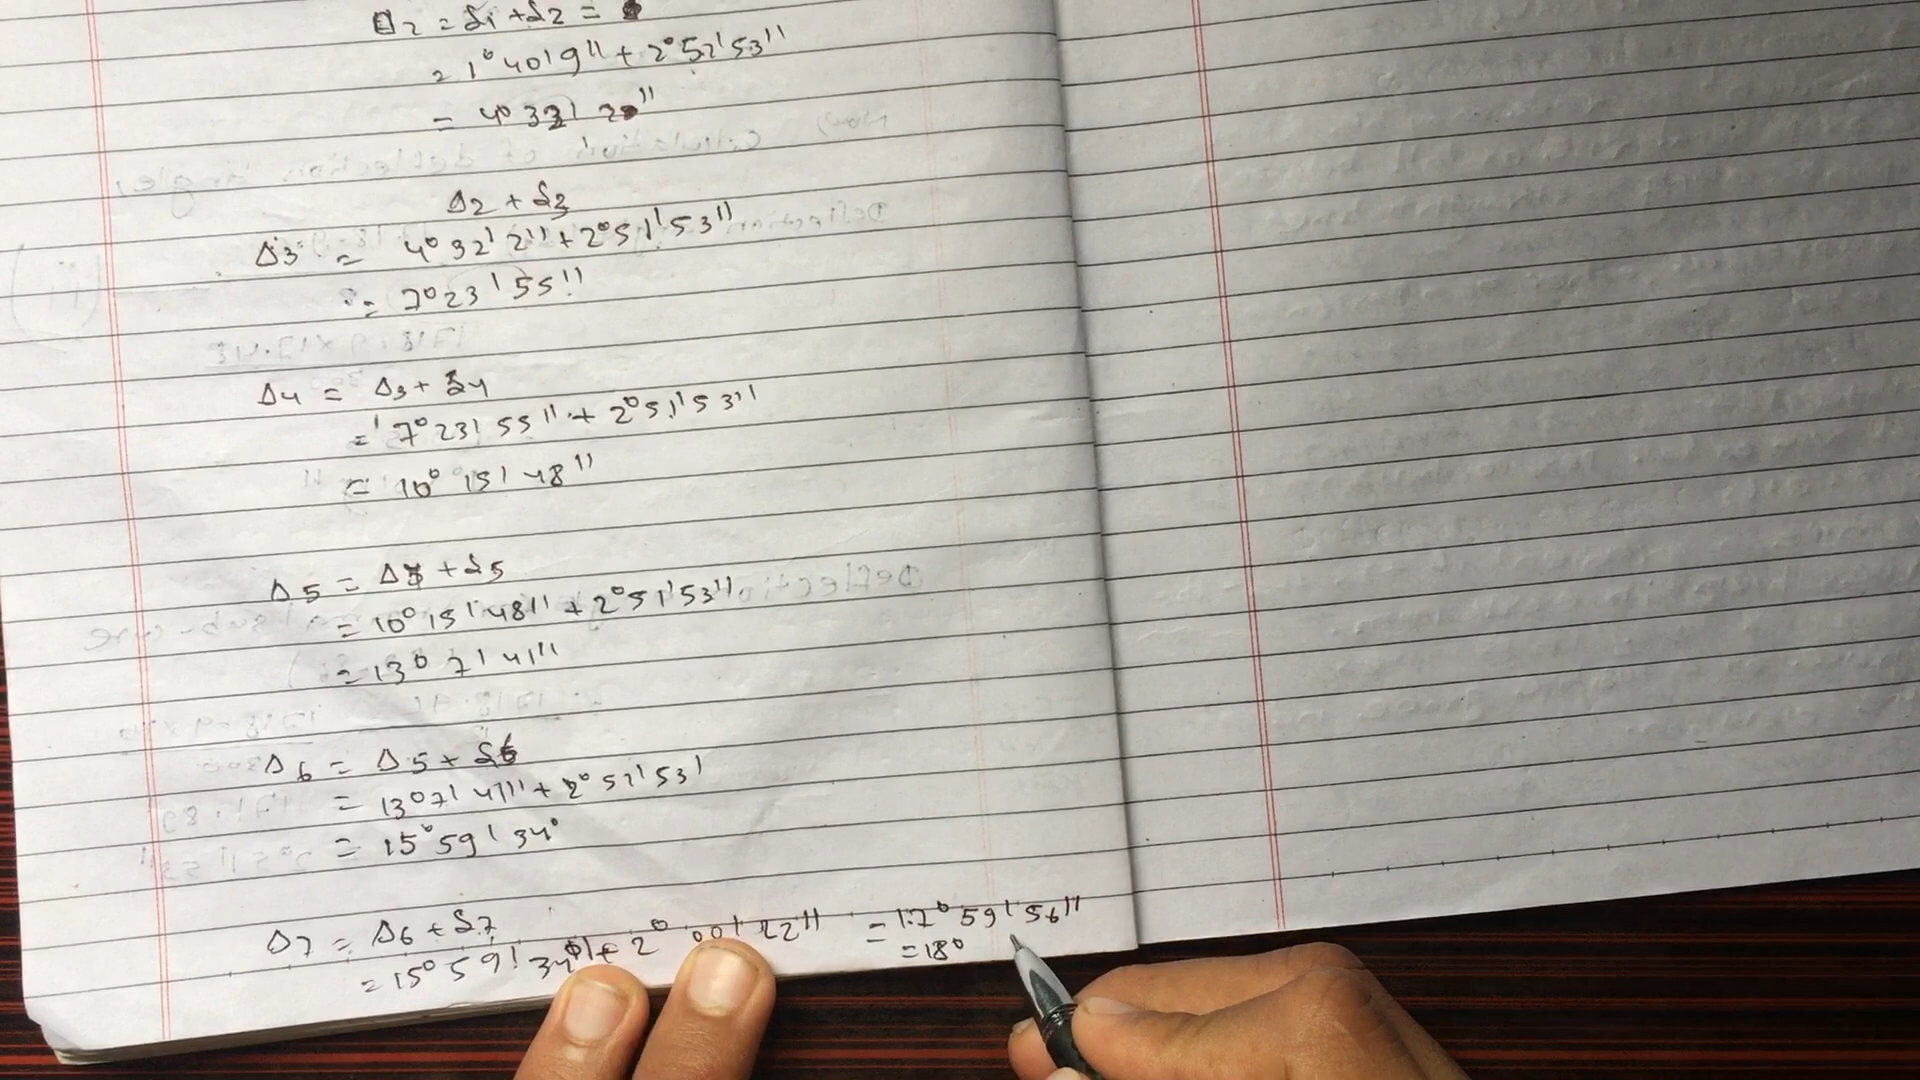 Δ2 = δ1 + δ2 =
= 1° 40' 9'' + 2° 52' 53''
= 4° 32' 2''
Δ2 + δ3
Δ3 = 4° 32' 2'' + 2° 51' 53''
= 7° 23' 55''
Δ4 = Δ3 + δ4
= 7° 23' 55'' + 2° 51' 53''
= 10° 15' 48''
Δ5 = Δ4 + δ5
= 10° 15' 48'' + 2° 51' 53''
= 13° 7' 41''
Δ6 = Δ5 + δ6
= 13° 7' 41'' + 2° 51' 53'
= 15° 59' 34°
Δ7 = Δ6 + δ7
= 15° 59' 34'' + 2° 00' 22'' = 17° 59' 56''
= 18°